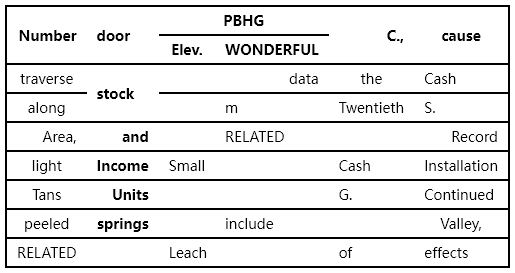 Number door PBHG C., cause
Elev. WONDERFUL
traverse stock data the Cash
along m Twentieth S.
Area, and RELATED Record
light Income Small Cash Installation
Tans Units G. Continued
peeled springs include Valley,
RELATED Leach of effects